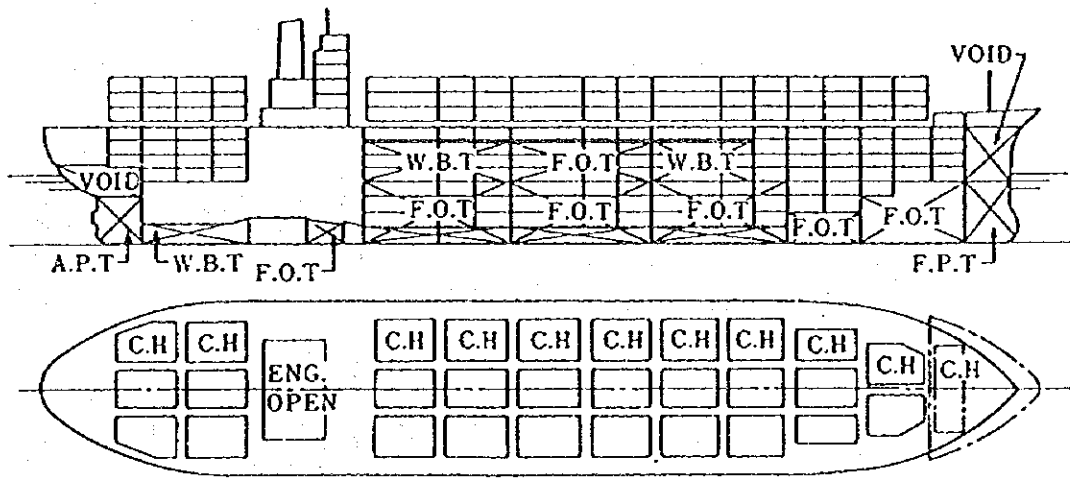 VOID
W.B.T F.O.T W.B.T
VOID
F.O.T F.O.T F.O.T F.O.T F.O.T
A.P.T W.B.T F.O.T F.P.T
C.H C.H C.H C.H C.H C.H C.H C.H C.H
C.H C.H
ENG.
OPEN